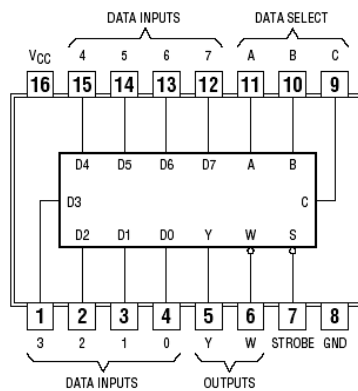 DATA INPUTS DATA SELECT
VCC 4 5 6 7 A B C
16 15 14 13 12 11 10 9
D4 D5 D6 D7 A B
D3 C
D2 D1 D0 Y W S
1 2 3 4 5 6 7 8
3 2 1 0 Y W STROBE GND
DATA INPUTS OUTPUTS